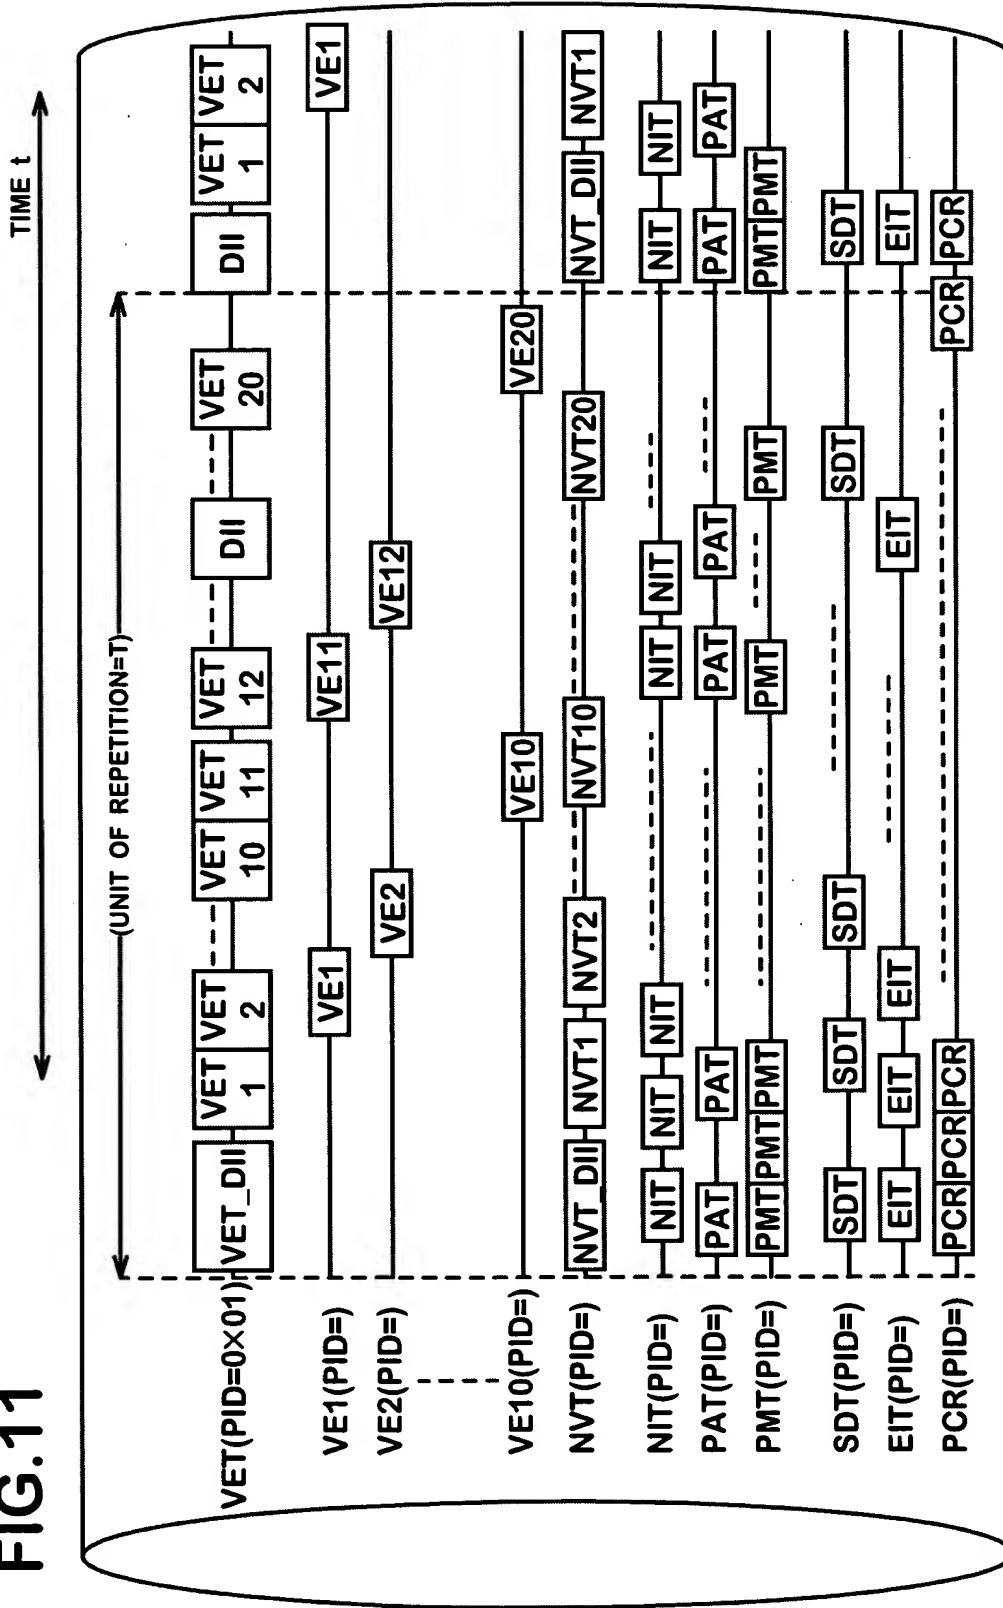 FIG.11
TIME t
(UNIT OF REPETITION=T)
VET(PID=0×01) VET_DII VET 1 VET 2 VET 10 VET 11 VET 12 DII VET 20 DII VET 1 VET 2
VE1(PID=) VE1 VE11 VE1
VE2(PID=) VE2 VE12
VE10(PID=) VE10 VE20
NVT(PID=) NVT_DII NVT1 NVT2 NVT10 NVT20 NVT_DII NVT1
NIT(PID=) NIT NIT NIT NIT NIT NIT NIT
PAT(PID=) PAT PAT PAT PAT PAT PAT
PMT(PID=) PMT PMT PMT PMT PMT PMT PMT
SDT(PID=) SDT SDT SDT SDT SDT
EIT(PID=) EIT EIT EIT EIT EIT
PCR(PID=) PCR PCR PCR PCR PCR